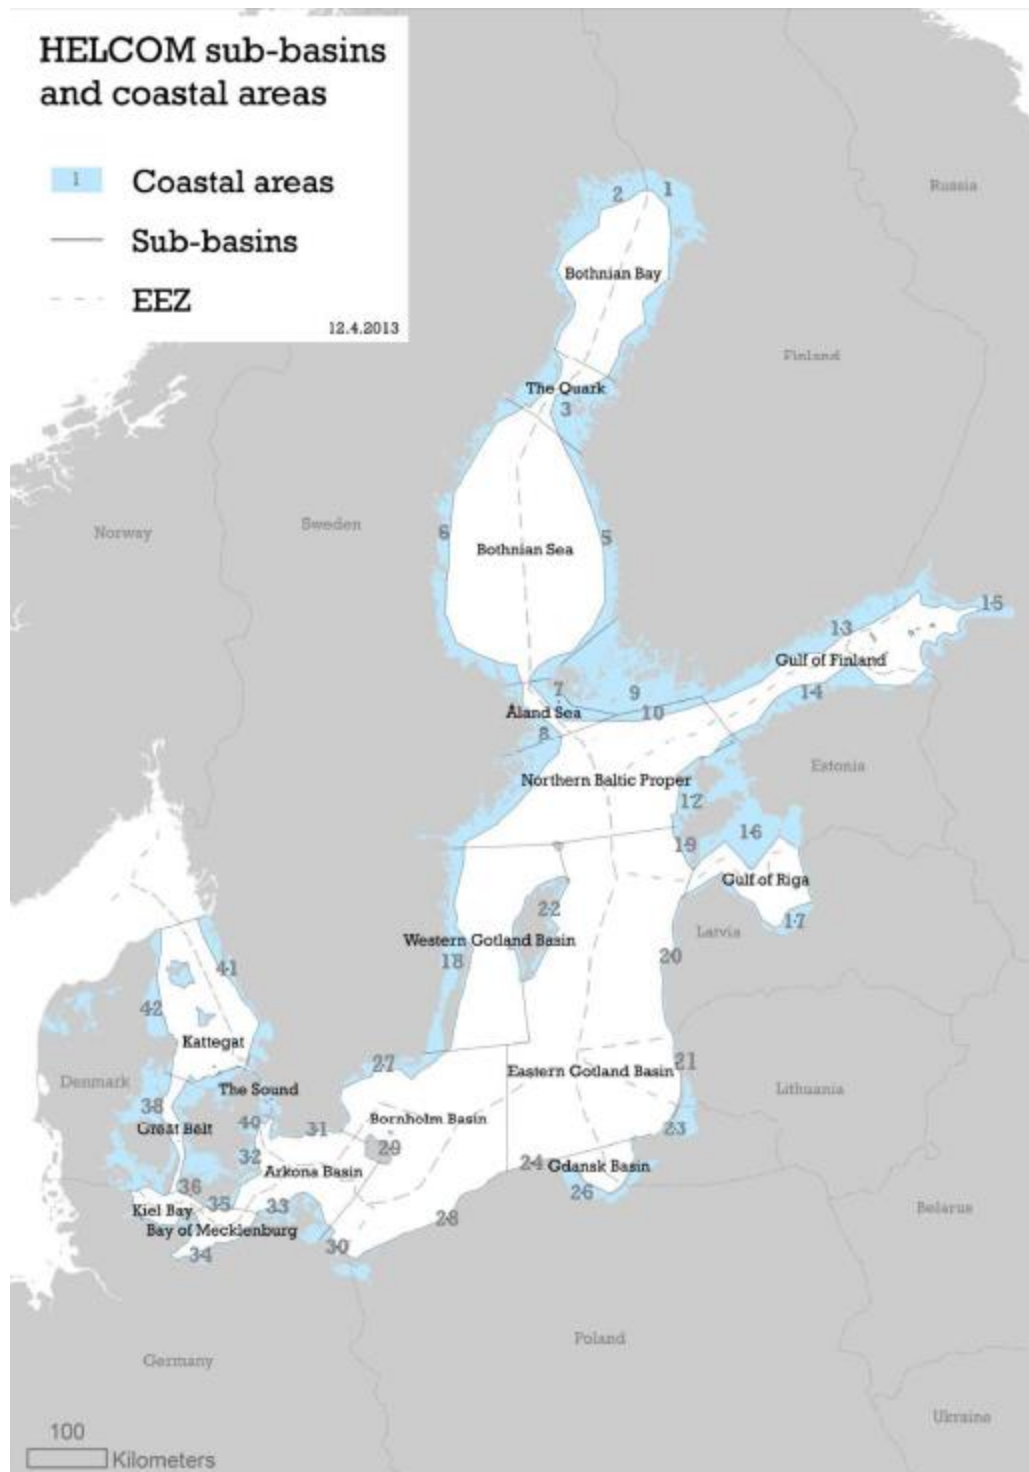 HELCOM sub-basins
and coastal areas
1 Coastal areas
Sub-basins
EEZ
12.4.2013
2 1
Russia
Bothnian Bay
Finland
The Quark
3
Norway
Sweden
6
5
Bothnian Sea
15
13
Gulf of Finland
7
9
14
Åland Sea
10
8
Estonia
Northern Baltic Proper
12
16
19
Gulf of Riga
22
17
Latvia
Western Gotland Basin
18
20
41
42
Kattegat
27
Eastern Gotland Basin
21
Denmark
The Sound
Lithuania
38
Great Belt
40
31
Bornholm Basin
23
29
32
Arkona Basin
24
Gdansk Basin
26
36
35
33
Kiel Bay
Belarus
Bay of Mecklenburg
28
34
30
Poland
Germany
Ukraine
100
Kilometers